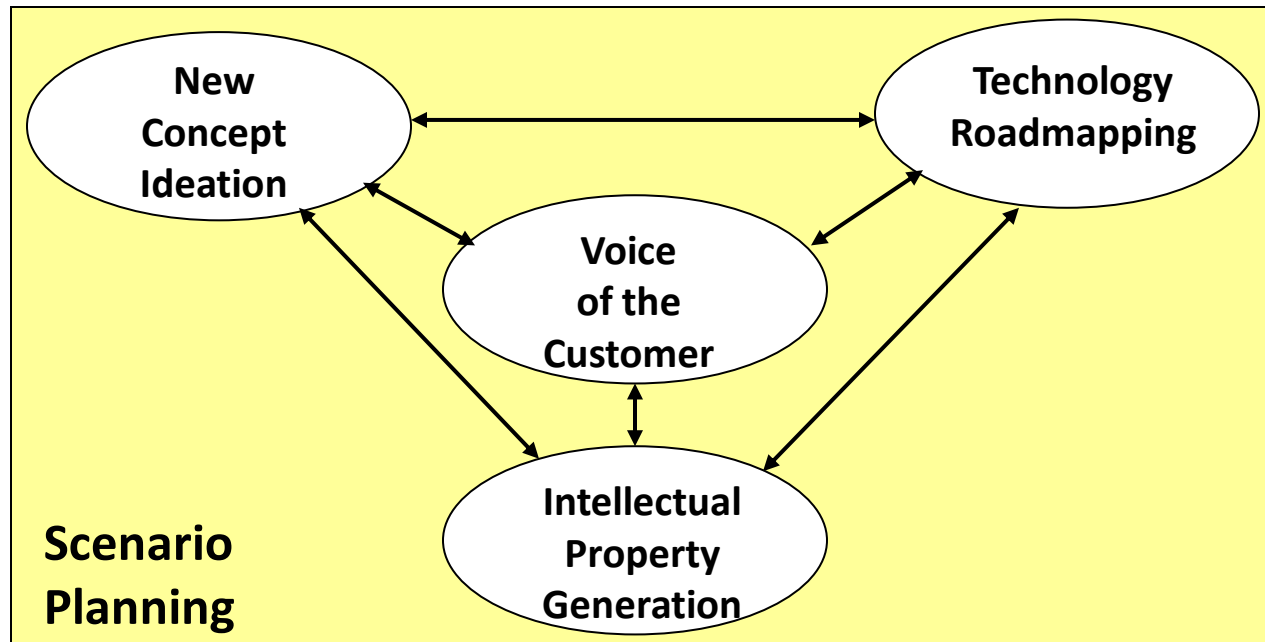 New
Concept
Ideation
Technology
Roadmapping
Voice
of the
Customer
Intellectual
Property
Generation
Scenario
Planning